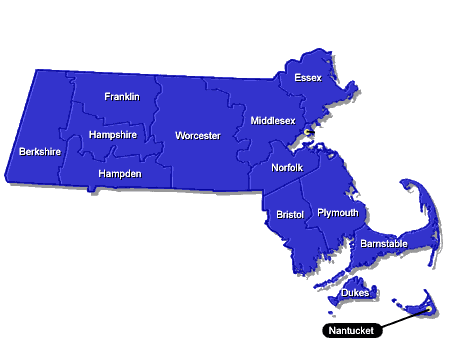 Essex
Franklin
Middlesex
Hampshire
Worcester
Berkshire
Norfolk
Hampden
Bristol
Plymouth
Barnstable
Dukes
Nantucket